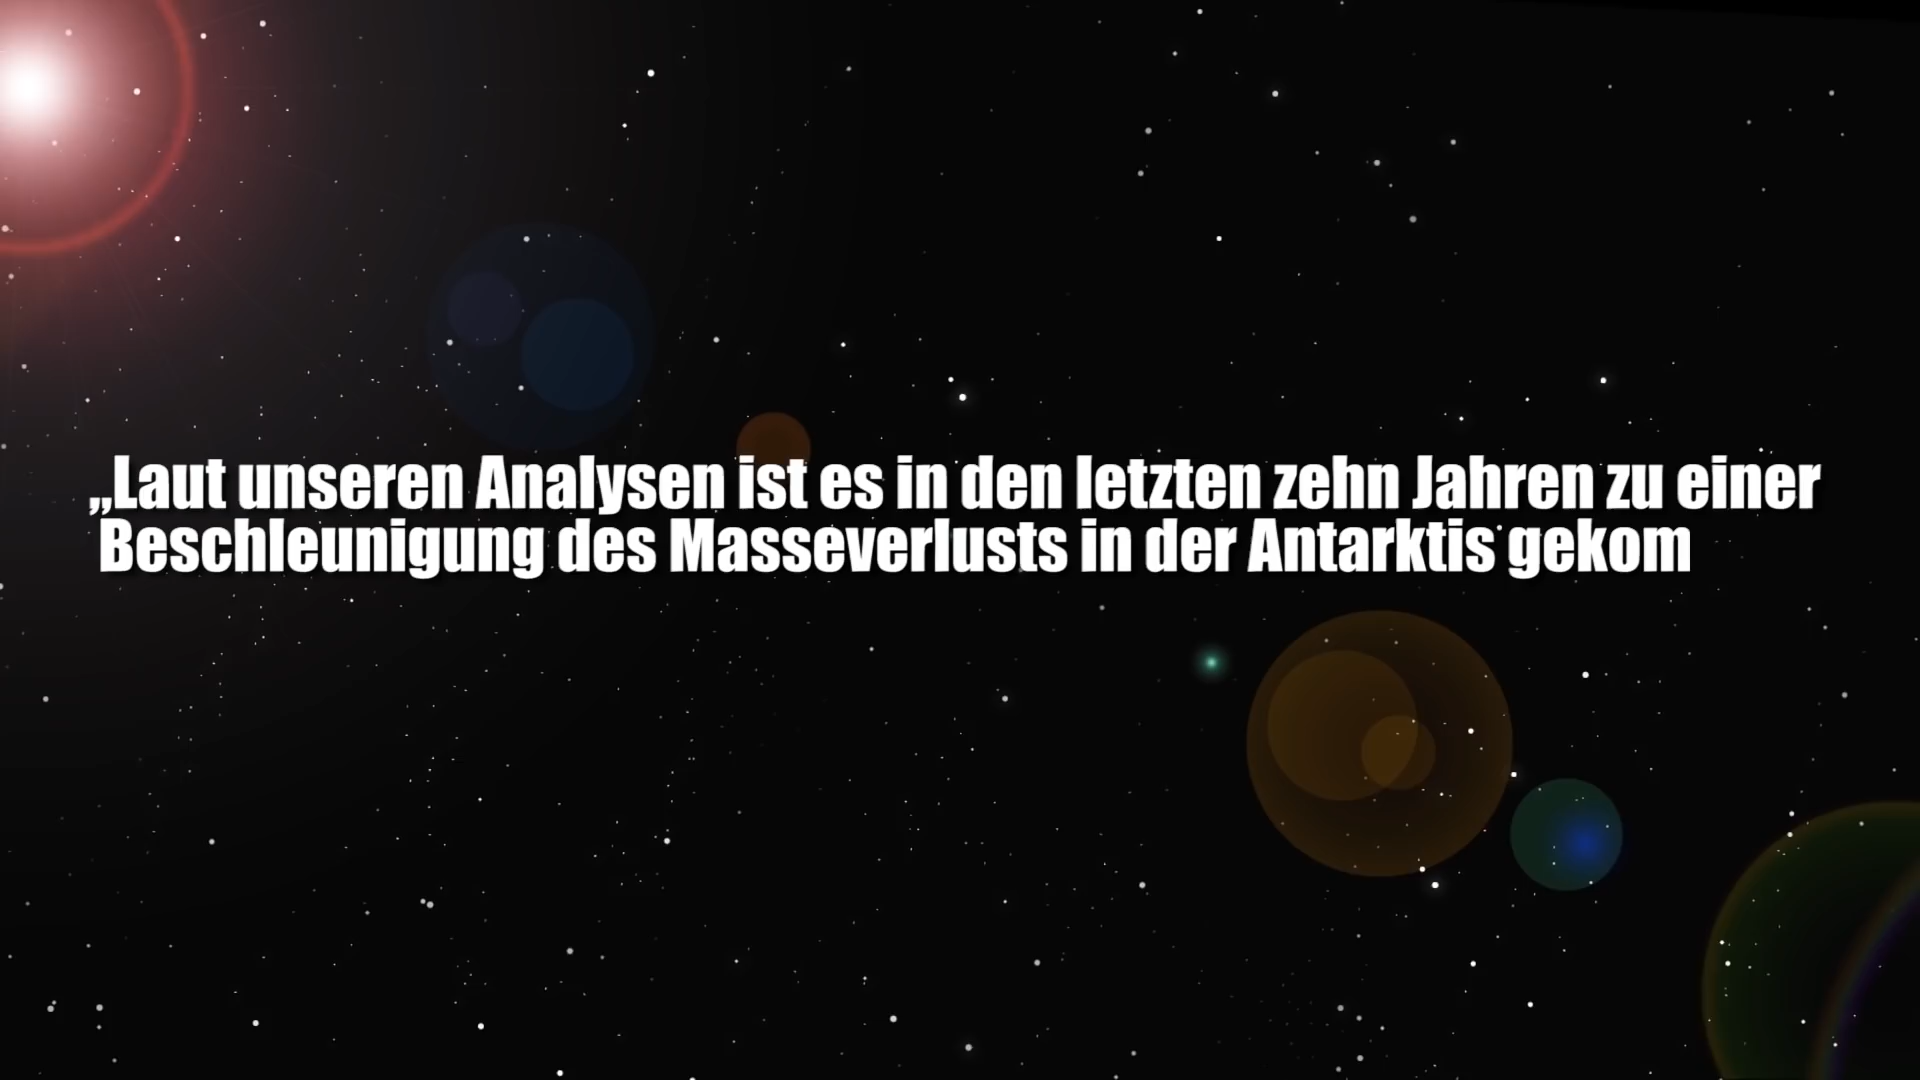 „Laut unseren Analysen ist es in den letzten zehn Jahren zu einer
Beschleunigung des Masseverlusts in der Antarktis gekom